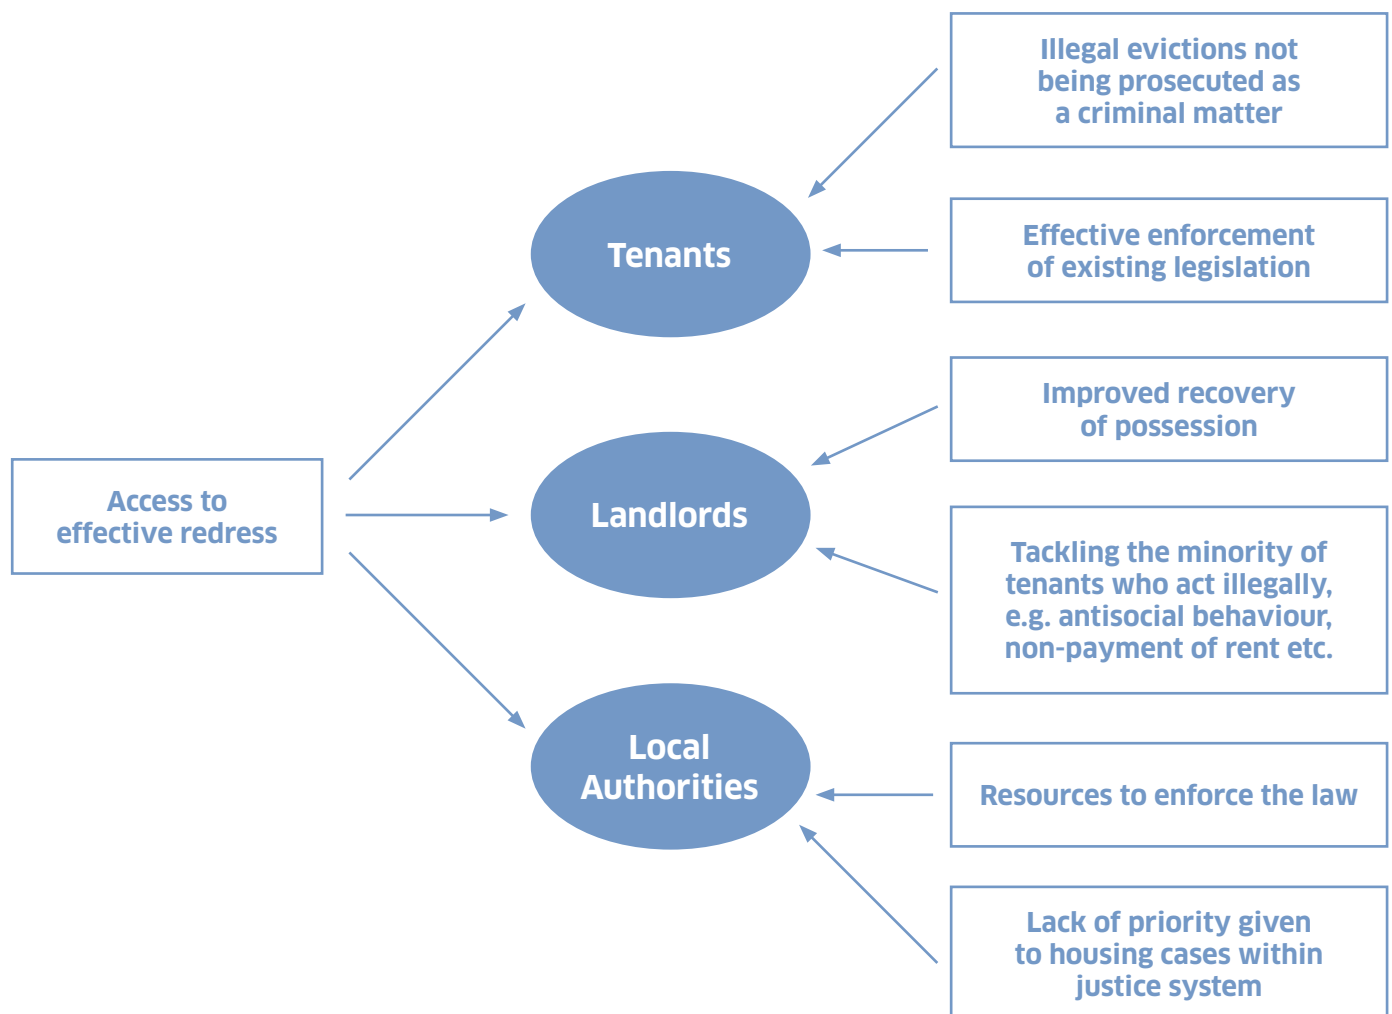 Illegal evictions not
being prosecuted as
a criminal matter
Tenants
Effective enforcement
of existing legislation
Improved recovery
of possession
Access to
effective redress
Landlords
Tackling the minority of
tenants who act illegally,
e.g. antisocial behaviour,
non-payment of rent etc.
Local
Authorities
Resources to enforce the law
Lack of priority given
to housing cases within
justice system